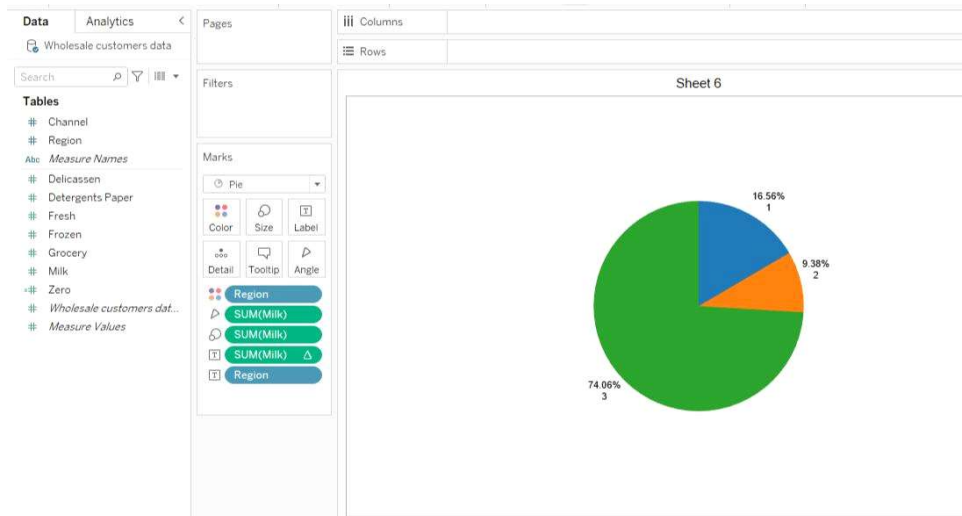 Data
Analytics
Wholesale customers data
Search
Tables
Channel
Region
Abc Measure Names
Delicassen
Detergents Paper
Fresh
Frozen
Grocery
Milk
Zero
Wholesale customers dat...
Measure Values
Pages
Filters
Marks
Pie
Color Size Label
Detail Tooltip Angle
Region
SUM(Milk)
SUM(Milk)
SUM(Milk)
Region
Columns
Rows
Sheet 6
16.56%
1
9.38%
2
74.06%
3